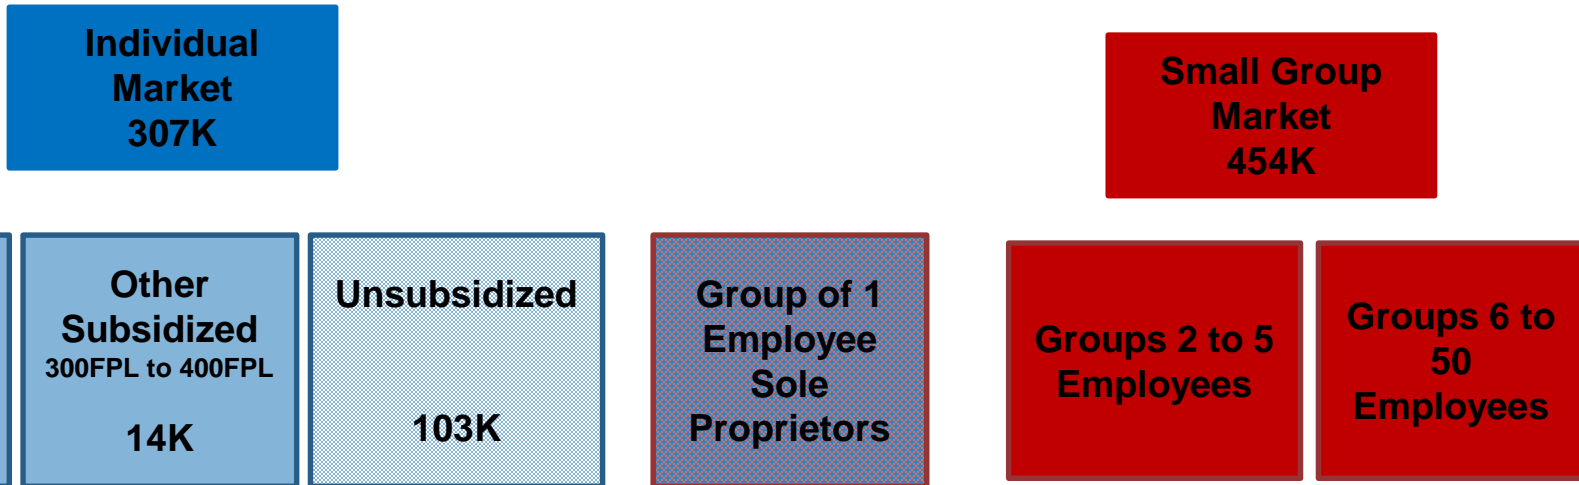 Individual
Market
307K
Small Group
Market
454K
Other
Subsidized
300FPL to 400FPL
14K
Unsubsidized
103K
Group of 1
Employee
Sole
Proprietors
Groups 2 to 5
Employees
Groups 6 to
50
Employees